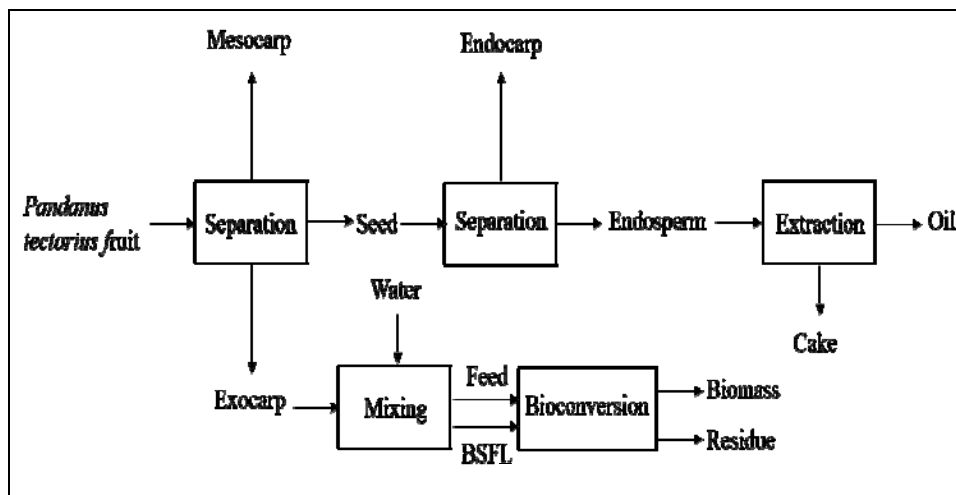 Mesocarp
Endocarp
Pandanus
tectorius fruit
Separation
Seed
Separation
Endosperm
Extraction
Oil
Water
Cake
Exocarp
Mixing
Feed
BSFL
Bioconversion
Biomass
Residue